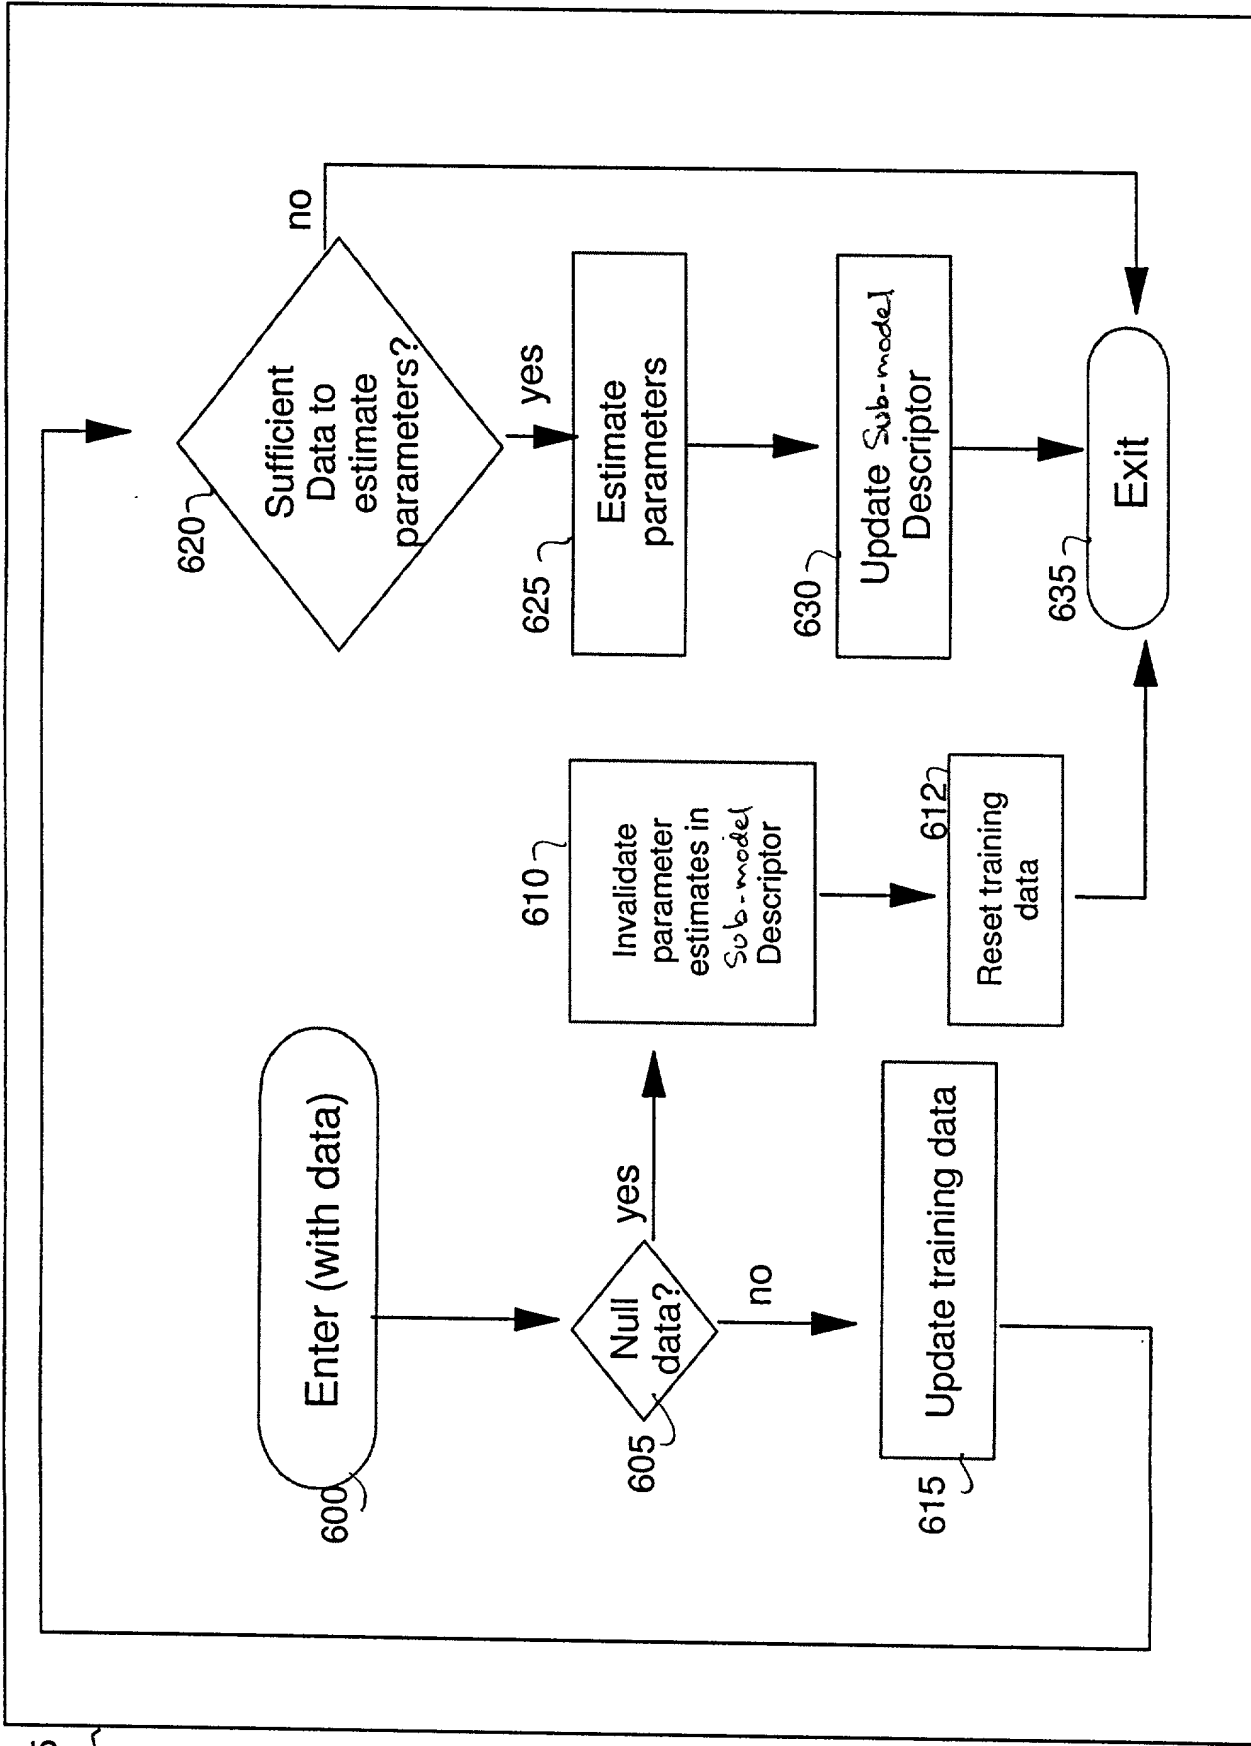 600
Enter (with data)
605
Null
data?
yes
no
610
Invalidate
parameter
estimates in
Sub-model
Descriptor
612
Reset training
data
615
Update training data
620
Sufficient
Data to
estimate
parameters?
no
yes
625
Estimate
parameters
630
Update Sub-model
Descriptor
635
Exit